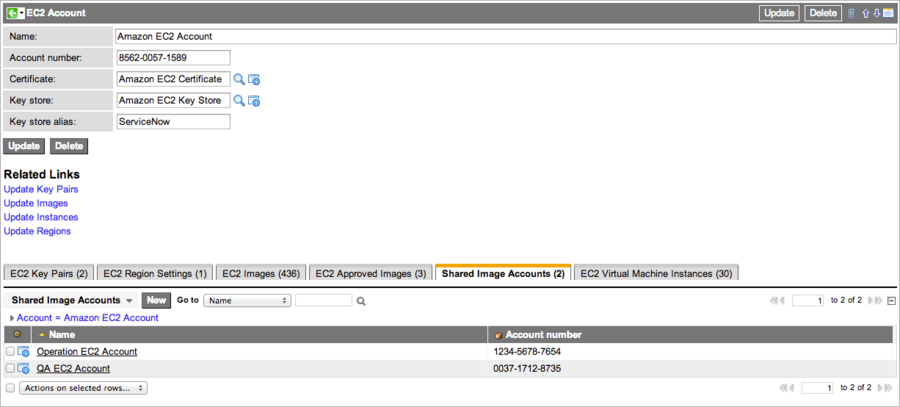 EC2 Account Update Delete
Name: Amazon EC2 Account
Account number: 8562-0057-1589
Certificate: Amazon EC2 Certificate
Key store: Amazon EC2 Key Store
Key store alias: ServiceNow
Update Delete
Related Links
Update Key Pairs
Update Images
Update Instances
Update Regions
EC2 Key Pairs (2) EC2 Region Settings (1) EC2 Images (436) EC2 Approved Images (3) Shared Image Accounts (2) EC2 Virtual Machine Instances (30)
Shared Image Accounts New Go to Name 1 to 2 of 2
Account = Amazon EC2 Account
Name Account number
Operation EC2 Account 1234-5678-7654
QA EC2 Account 0037-1712-8735
Actions on selected rows... 1 to 2 of 2